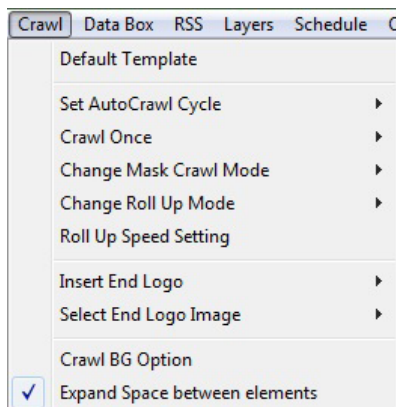 Crawl Data Box RSS Layers Schedule
Default Template
Set AutoCrawl Cycle
Crawl Once
Change Mask Crawl Mode
Change Roll Up Mode
Roll Up Speed Setting
Insert End Logo
Select End Logo Image
Crawl BG Option
Expand Space between elements